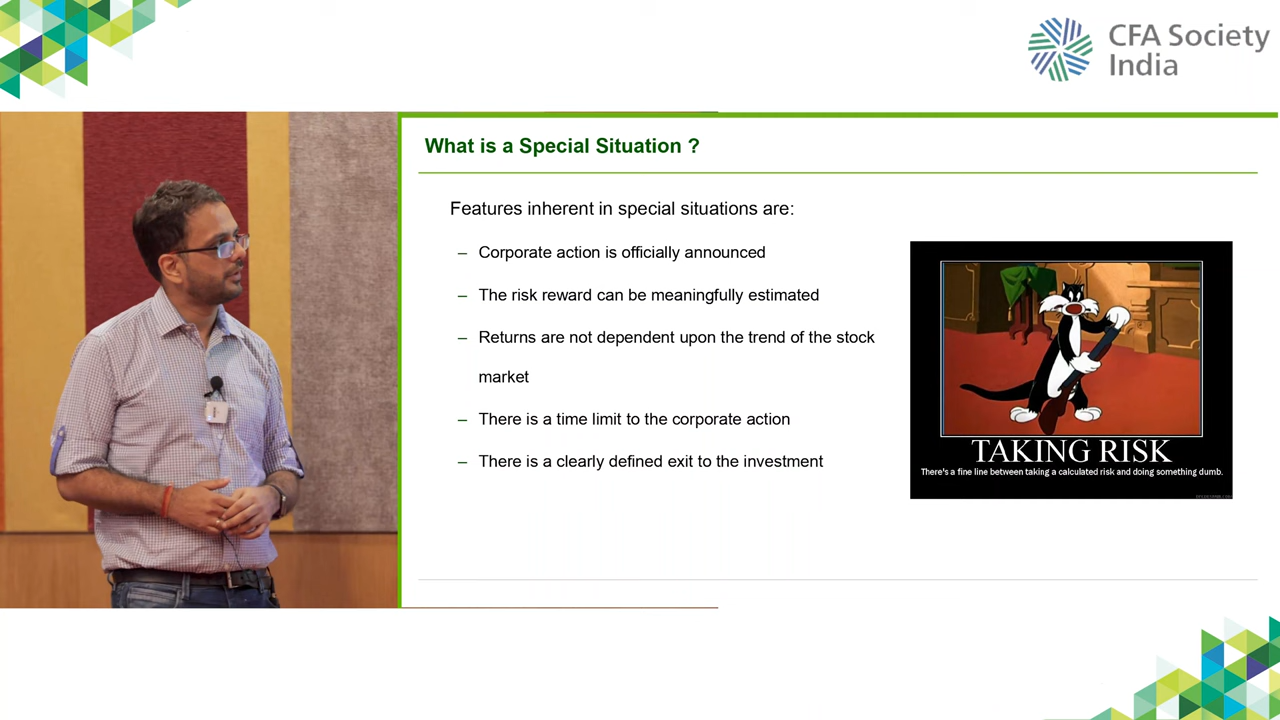 CFA Society
India
What is a Special Situation ?
Features inherent in special situations are:
– Corporate action is officially announced
– The risk reward can be meaningfully estimated
– Returns are not dependent upon the trend of the stock
market
– There is a time limit to the corporate action
– There is a clearly defined exit to the investment
TAKING RISK
There's a fine line between taking a calculated risk and doing something dumb.